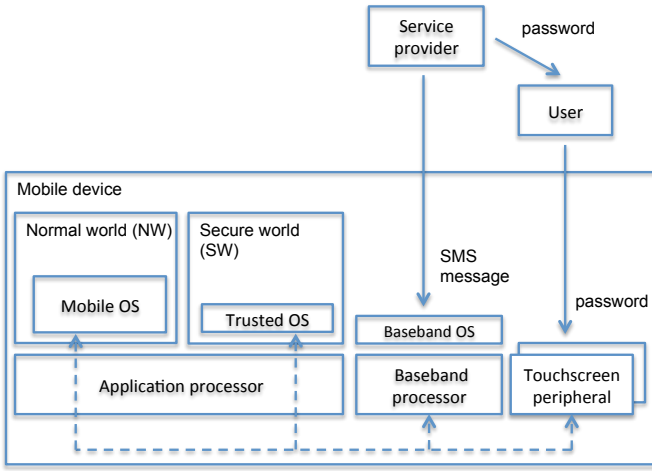 Service
provider
password
User
Mobile device
Normal world (NW)
Secure world
(SW)
SMS
message
Mobile OS
Trusted OS
Baseband OS
password
Application processor
Baseband
processor
Touchscreen
peripheral